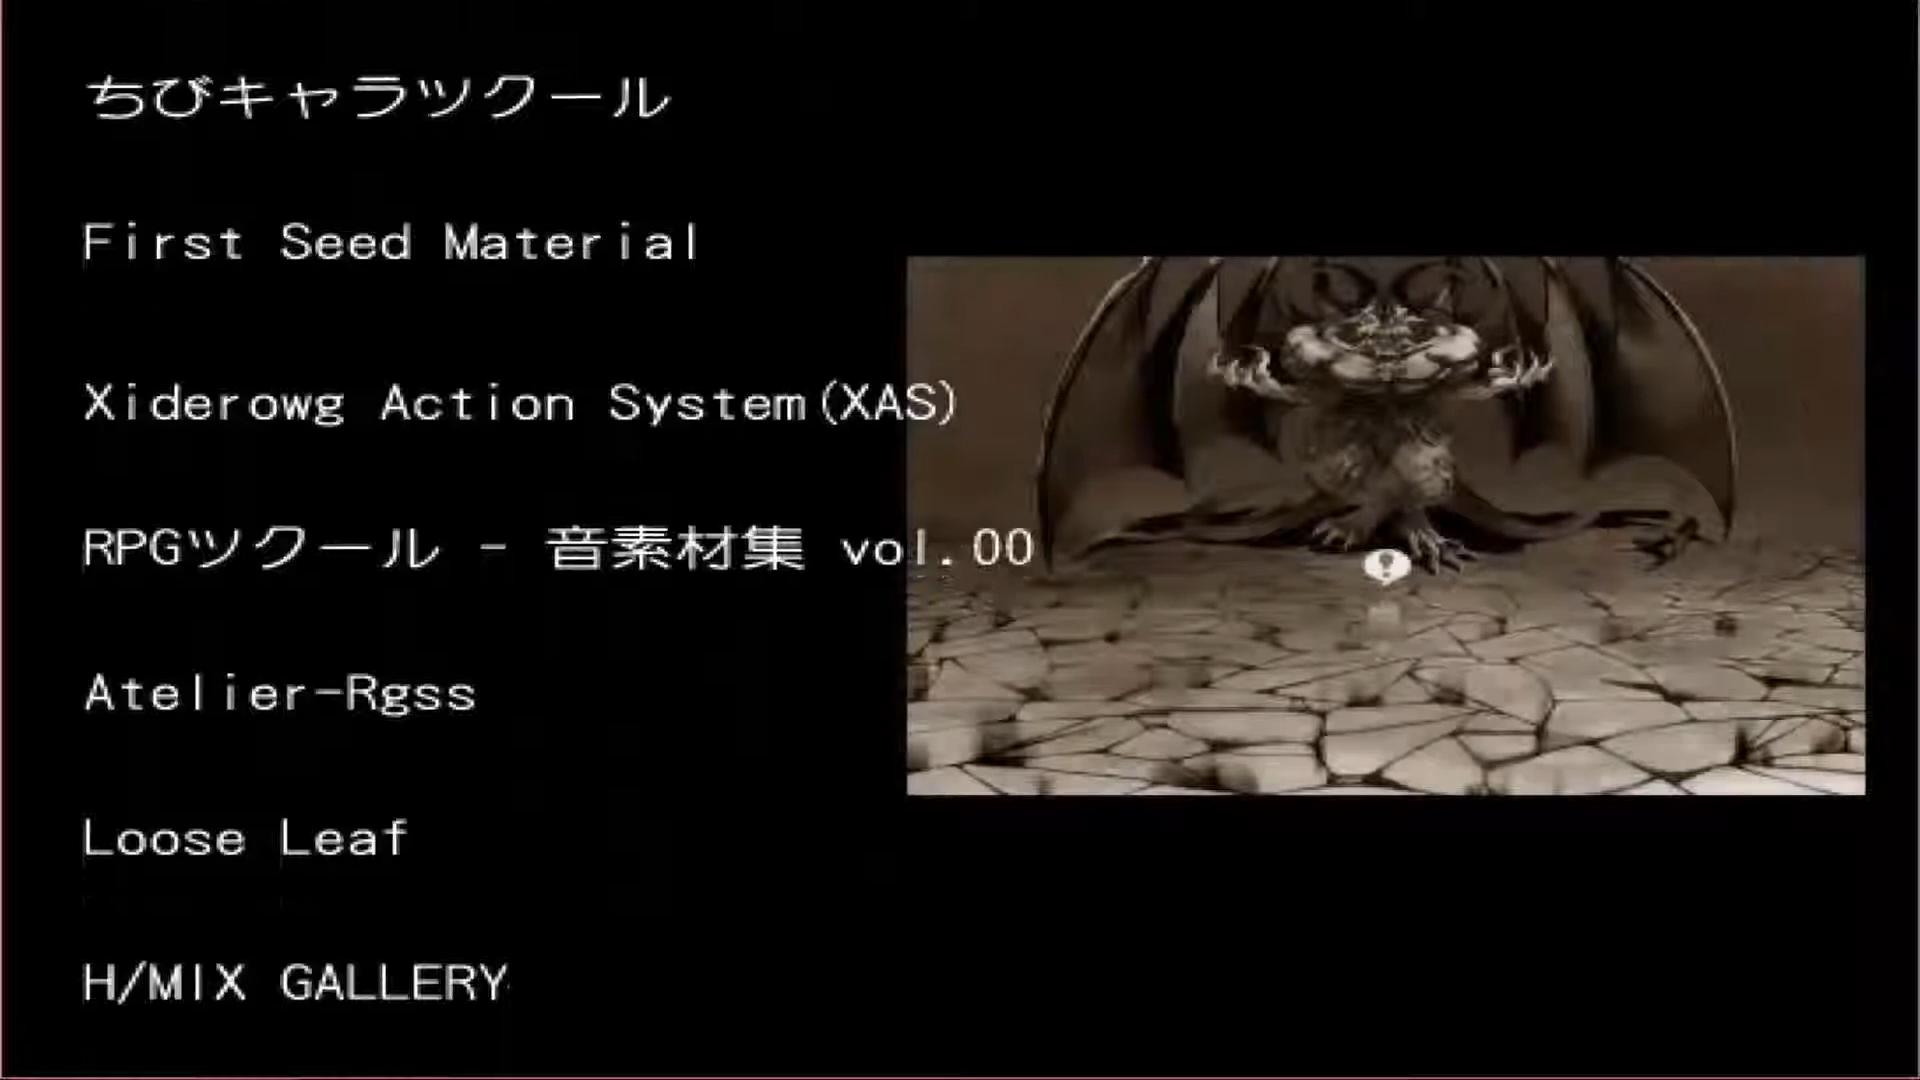 ちびキャラツクール
First Seed Material
Xiderowg Action System(XAS)
RPGツクール - 音素材集 vol.00
Atelier-Rgss
Loose Leaf
H/MIX GALLERY